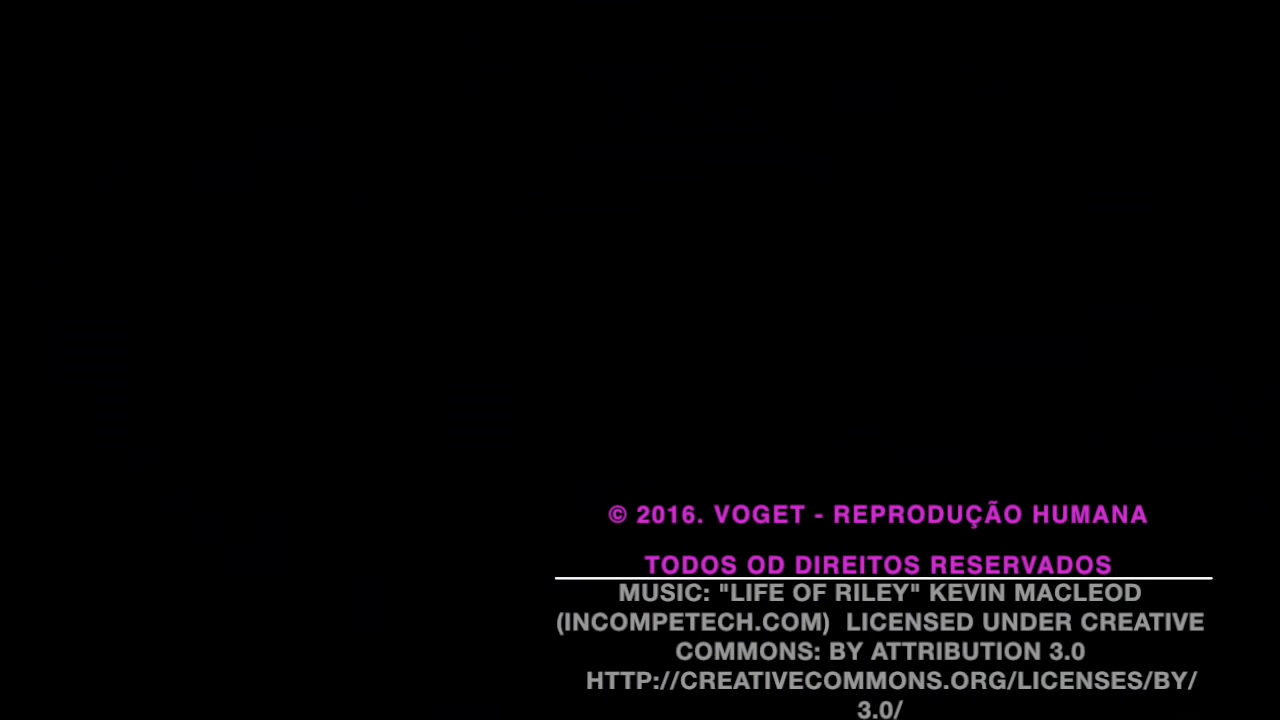 © 2016. VOGET - REPRODUÇÃO HUMANA
TODOS OD DIREITOS RESERVADOS
MUSIC: "LIFE OF RILEY" KEVIN MACLEOD
(INCOMPETECH.COM)  LICENSED UNDER CREATIVE
COMMONS: BY ATTRIBUTION 3.0
HTTP://CREATIVECOMMONS.ORG/LICENSES/BY/
3.0/